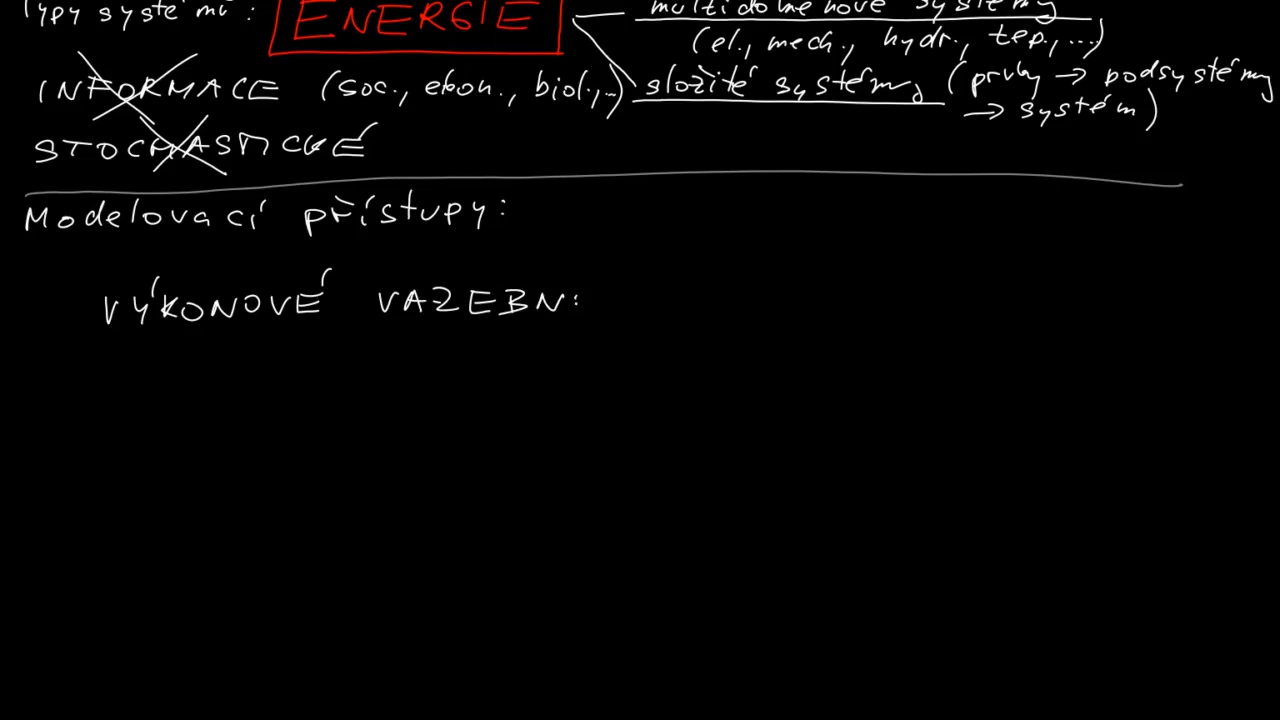 Typy systémů: ENERGIE multidoménové systémy
(el., mech., hydr., tep., ...)
INFORMACE (soc., ekon., biol., ..) složité systémy (prvky → podsystémy
→ systém)
STOCHASTICKÉ
Modelovací přístupy:
VÝKONOVÉ VAZEBN: